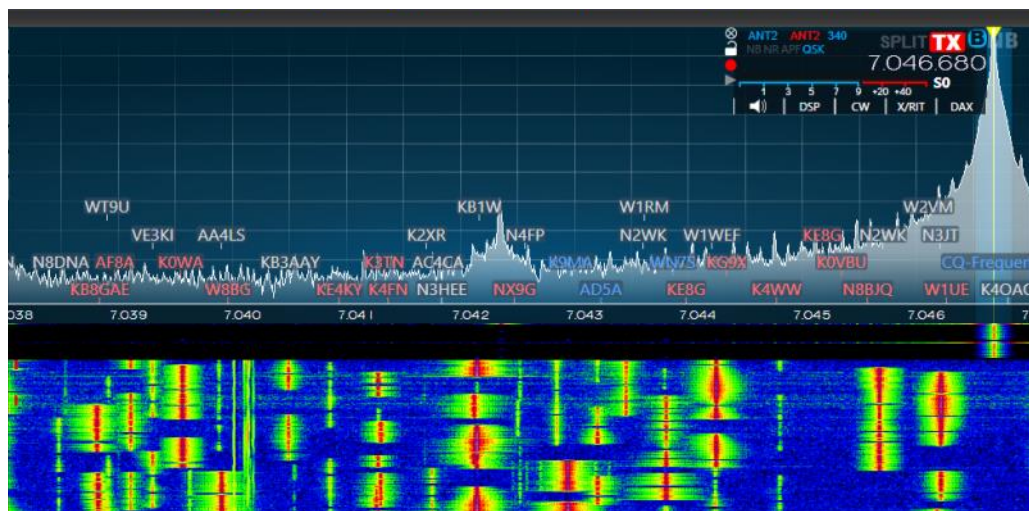 ANT2 ANT2 340 SPLIT TX B NB
NB NR APF QSK
7.046.680
S0
1 3 5 7 9 +20 +40
DSP CW X/RIT DAX
WT9U KB1W W1RM W2VM
VE3KI AA4LS K2XR N4FP N2WK W1WEF KE8G N2WK N3JT
N8DNA AF8A K0WA KB3AAY K3TN AC4CA K9MA WN7S KG9X K0VBU CQ-Frequen
KB8GAE W8BG KE4KY K4FN N3HEE NX9G AD5A KE8G K4WW N8BJQ W1UE K4OAQ
038 7.039 7.040 7.041 7.042 7.043 7.044 7.045 7.046 7